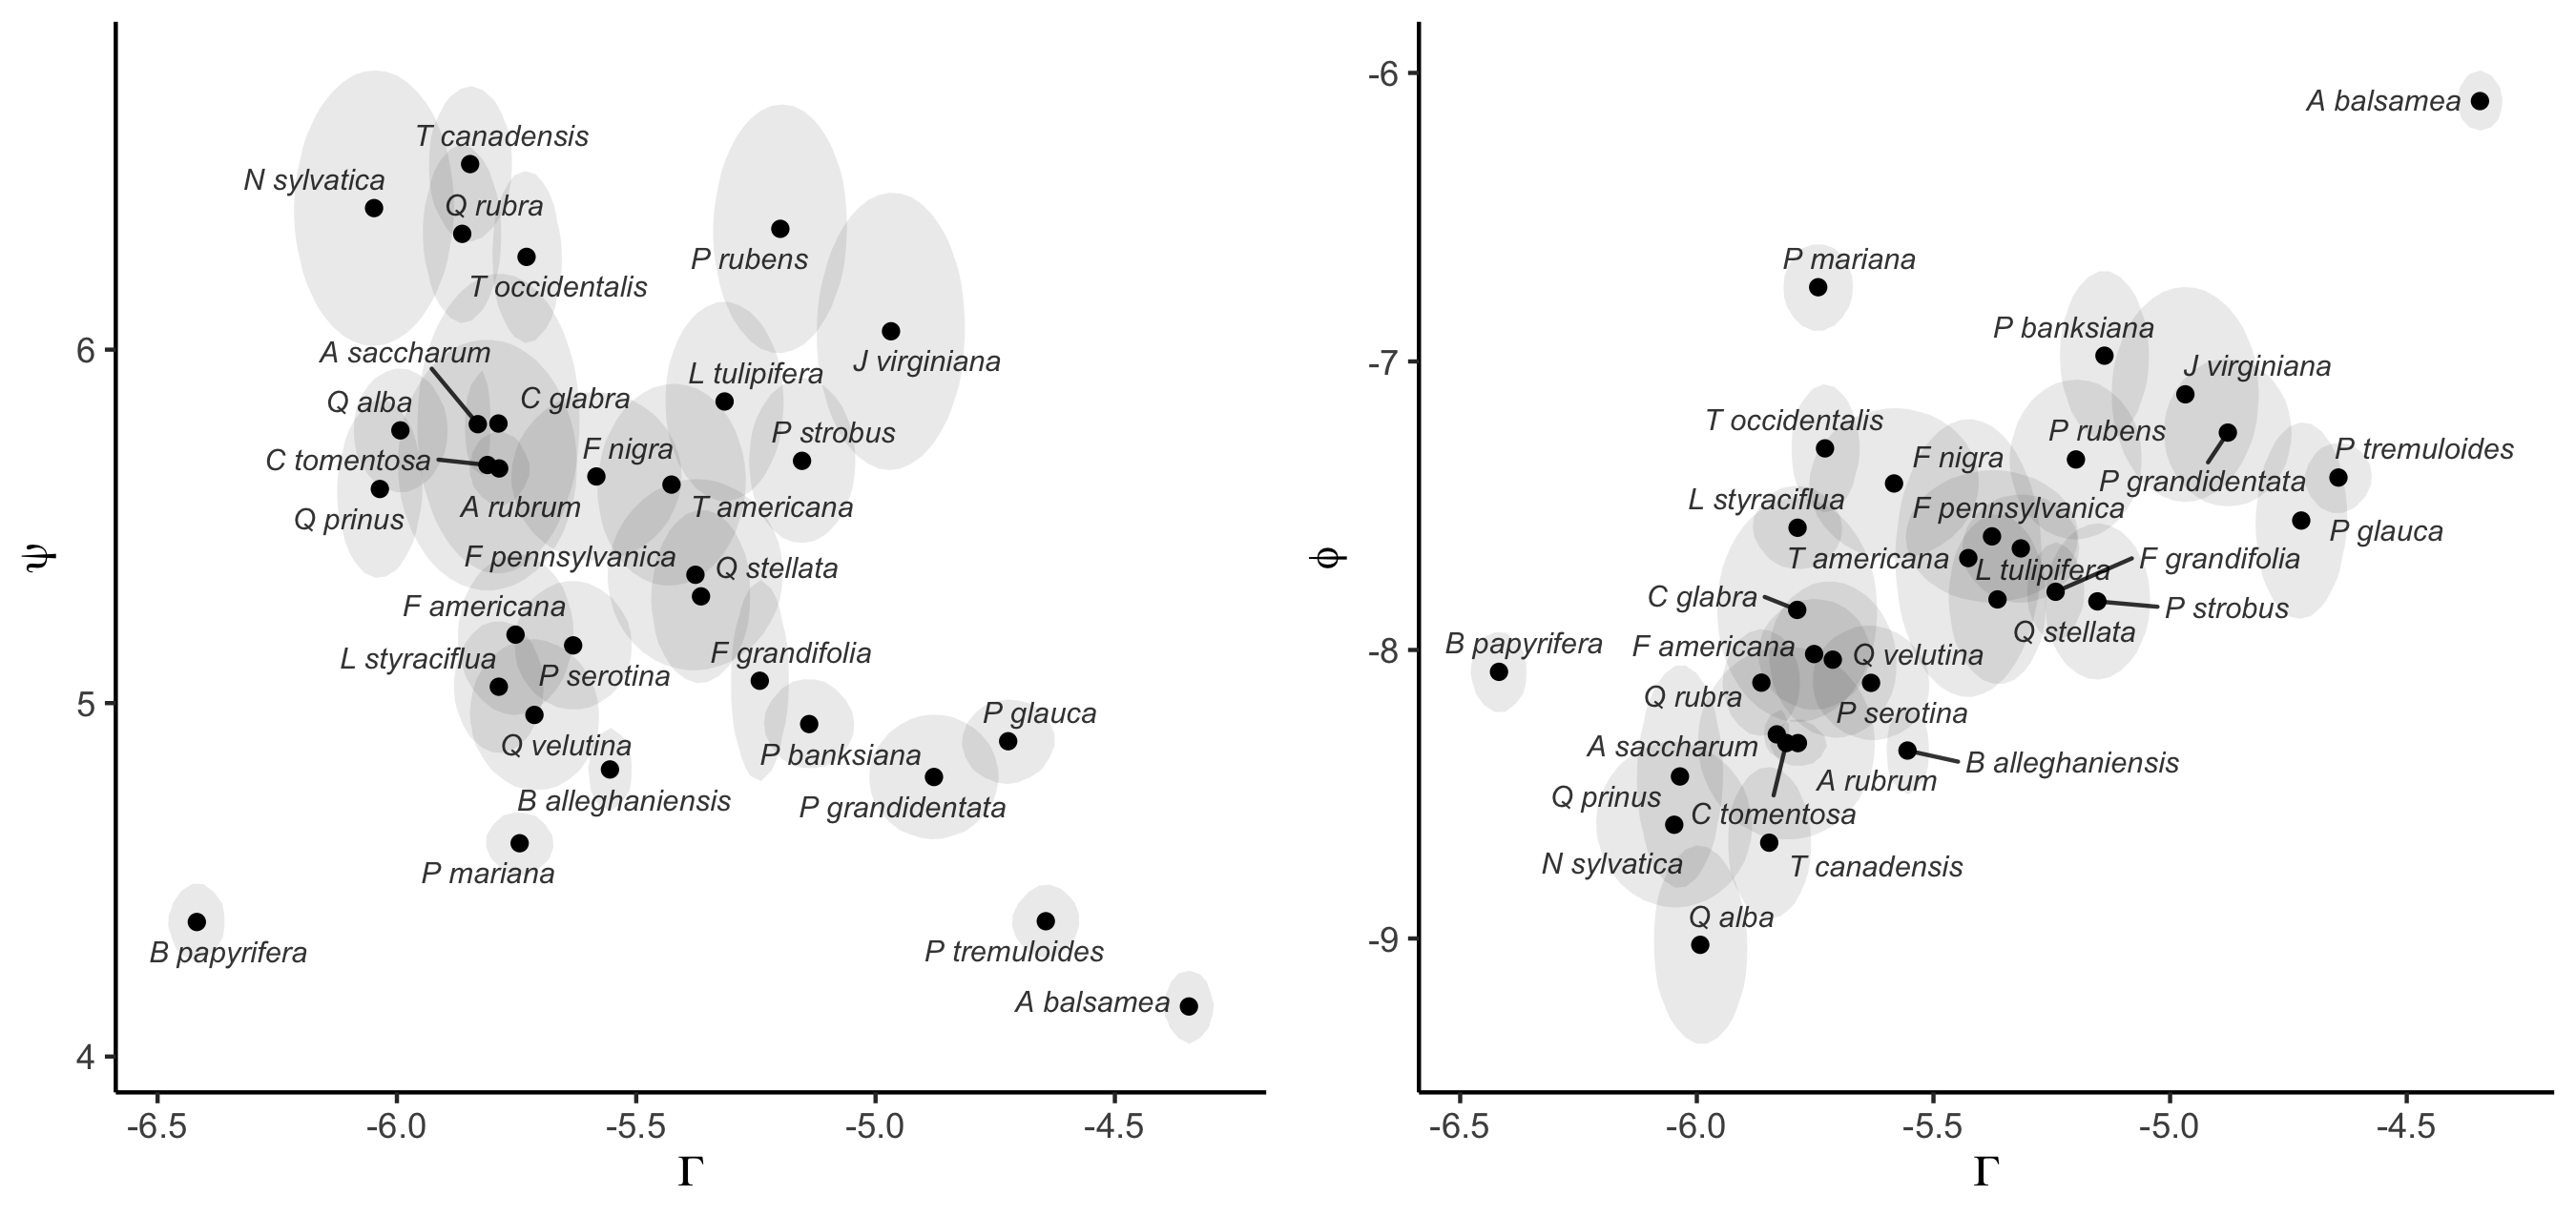 T canadensis
N sylvatica
Q rubra
P rubens
T occidentalis
6
A saccharum
L tulipifera
J virginiana
Q alba
C glabra
P strobus
F nigra
C tomentosa
A rubrum
T americana
Q prinus
ψ
F pennsylvanica
Q stellata
F americana
L styraciflua
F grandifolia
P serotina
5
P glauca
Q velutina
P banksiana
B alleghaniensis
P grandidentata
P mariana
B papyrifera
P tremuloides
A balsamea
4
-6.5 -6.0 -5.5 -5.0 -4.5
Γ
-6
A balsamea
P mariana
P banksiana
-7
J virginiana
T occidentalis
P rubens
P tremuloides
F nigra
P grandidentata
L styraciflua
F pennsylvanica
P glauca
ϕ
T americana
L tulipifera
F grandifolia
C glabra
P strobus
Q stellata
B papyrifera
F americana
Q velutina
-8
Q rubra
P serotina
A saccharum
B alleghaniensis
A rubrum
Q prinus
C tomentosa
N sylvatica
T canadensis
Q alba
-9
-6.5 -6.0 -5.5 -5.0 -4.5
Γ